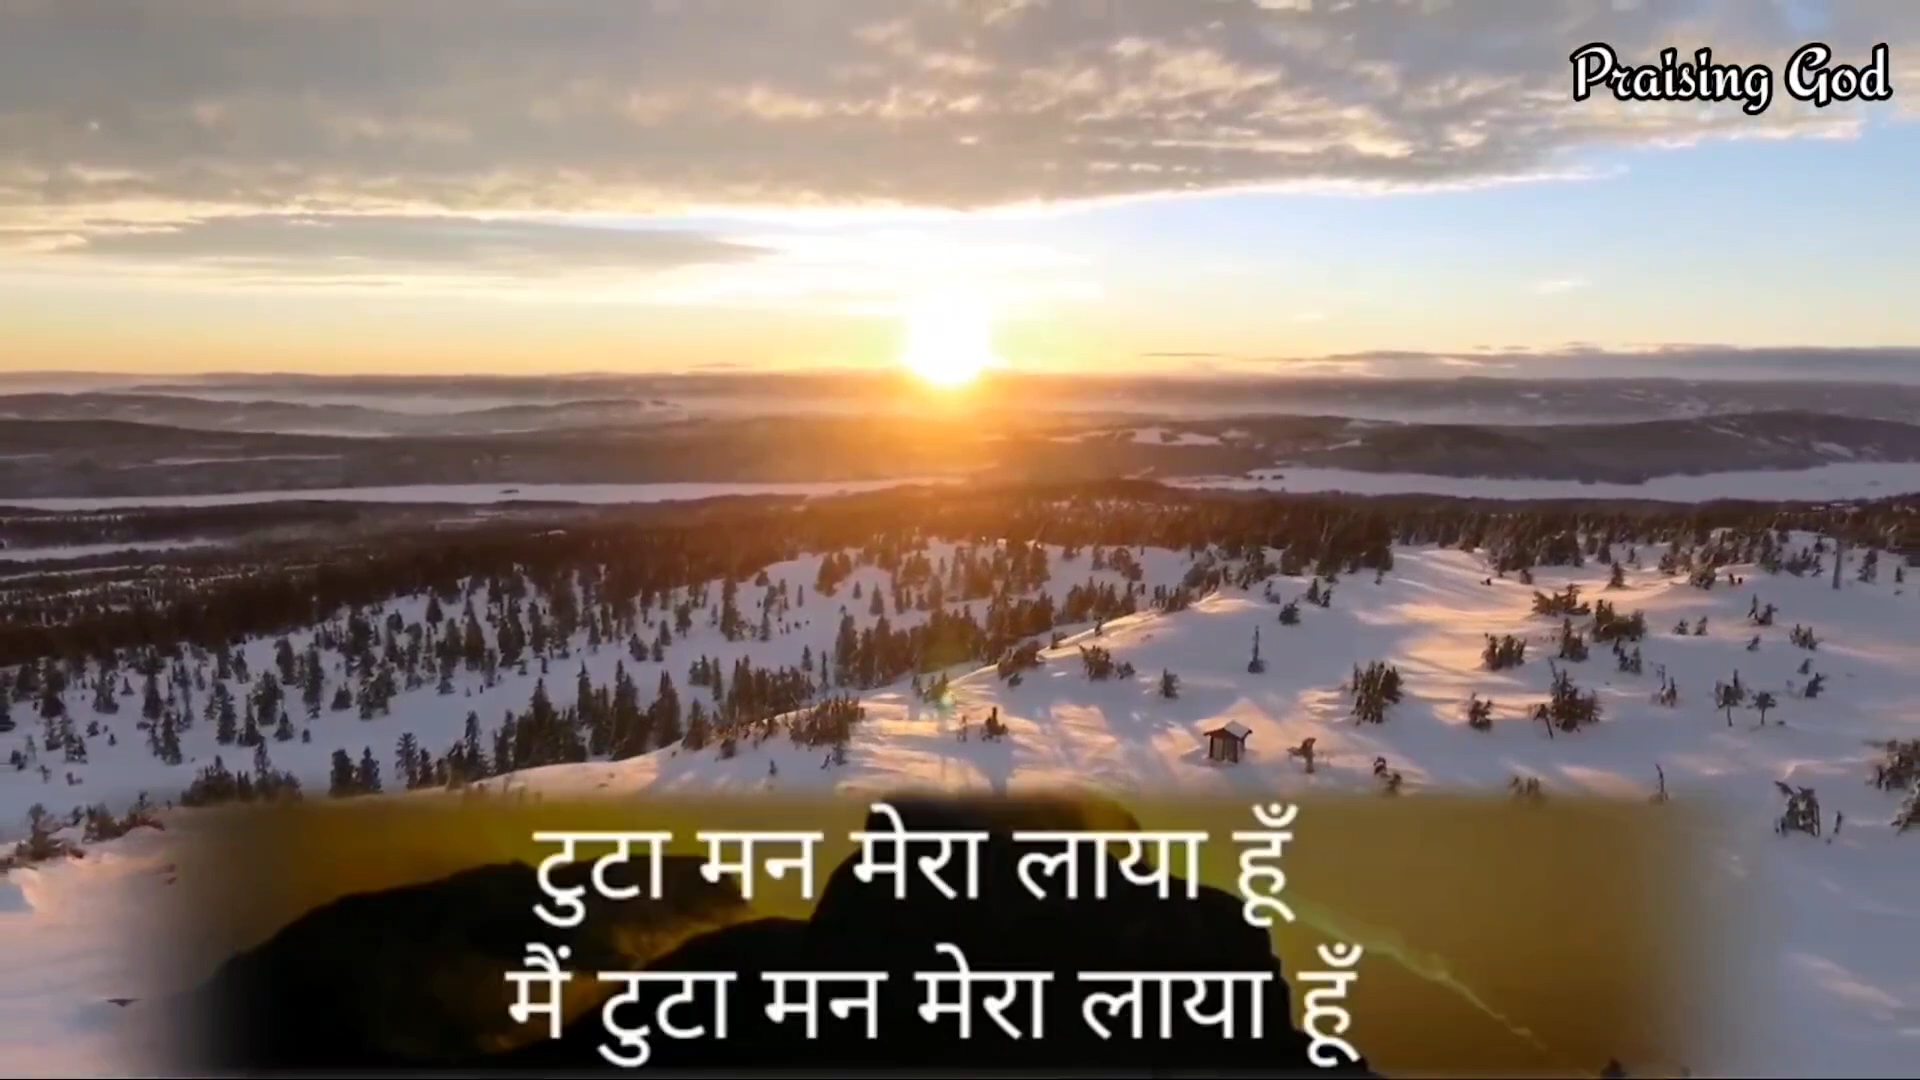 Praising God
टुटा मन मेरा लाया हूँ
मैं टुटा मन मेरा लाया हूँ